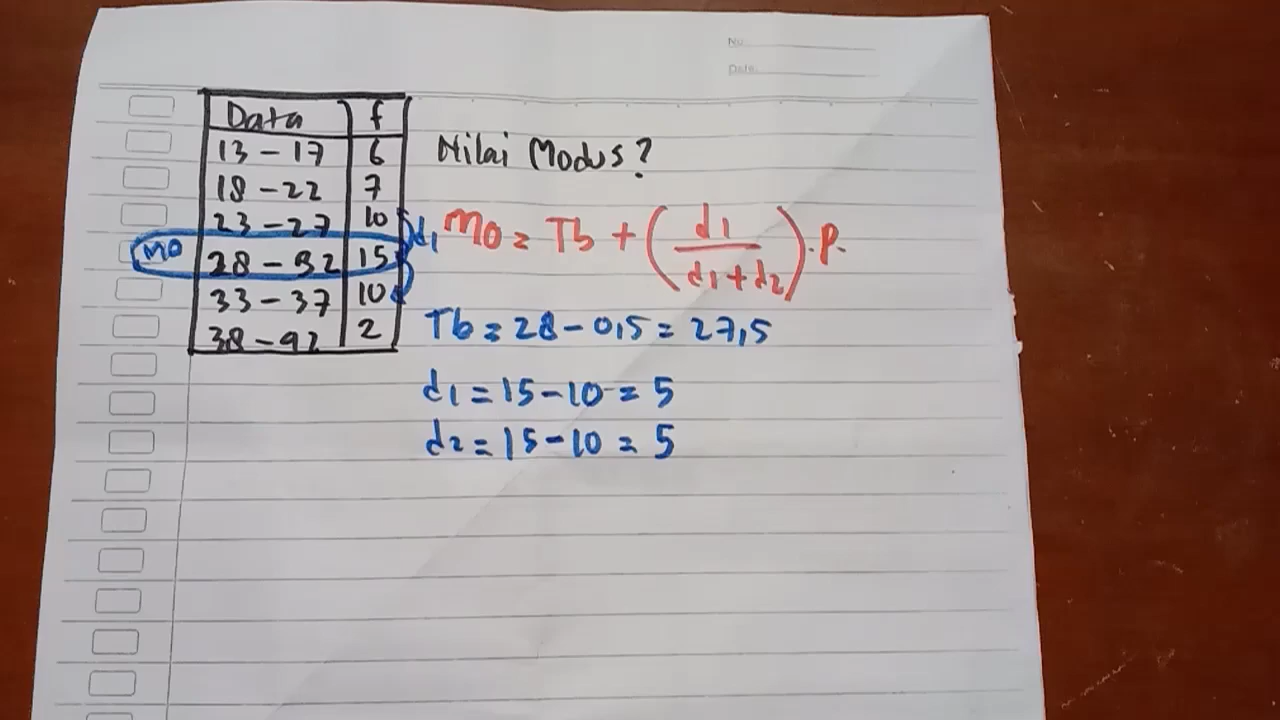 No.
Date.
Data f
13 - 17 6
18 - 22 7
23 - 27 10
Mo 28 - 32 15
33 - 37 10
38 - 42 2
d1
Nilai Modus?
Mo = Tb + (d1/(d1+d2)) . p.
Tb = 28 - 0,5 = 27,5
d1 = 15 - 10 = 5
d2 = 15 - 10 = 5